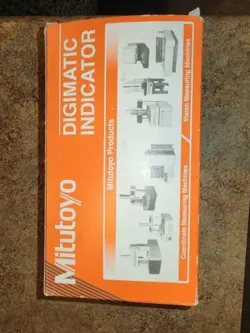 Mitutoyo
DIGIMATIC
INDICATOR
Mitutoyo Products
Coordinate Measuring Machines
Vision Measuring Machines